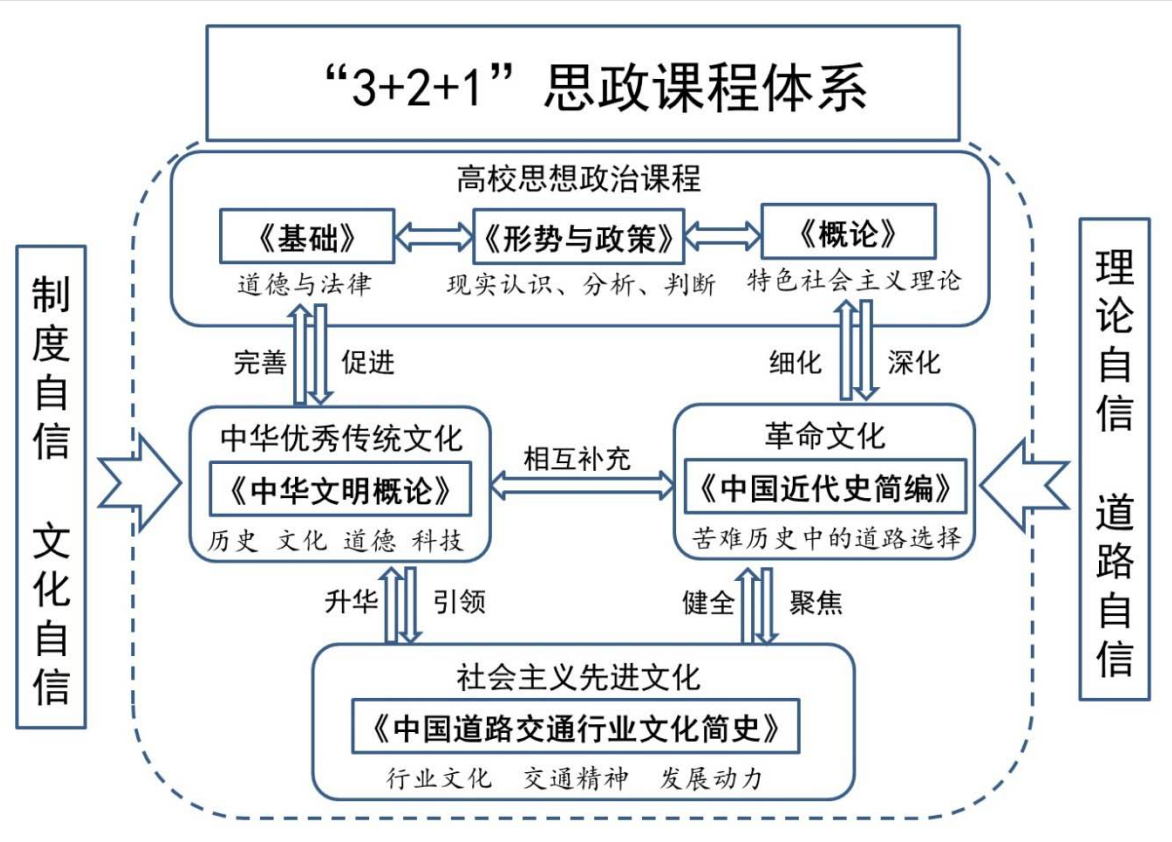 “3+2+1”思政课程体系
高校思想政治课程
《基础》
《形势与政策》
《概论》
道德与法律
现实认识、分析、判断
特色社会主义理论
制度自信 文化自信
理论自信 道路自信
完善
促进
细化
深化
中华优秀传统文化
《中华文明概论》
历史 文化 道德 科技
相互补充
革命文化
《中国近代史简编》
苦难历史中的道路选择
升华
引领
健全
聚焦
社会主义先进文化
《中国道路交通行业文化简史》
行业文化 交通精神 发展动力